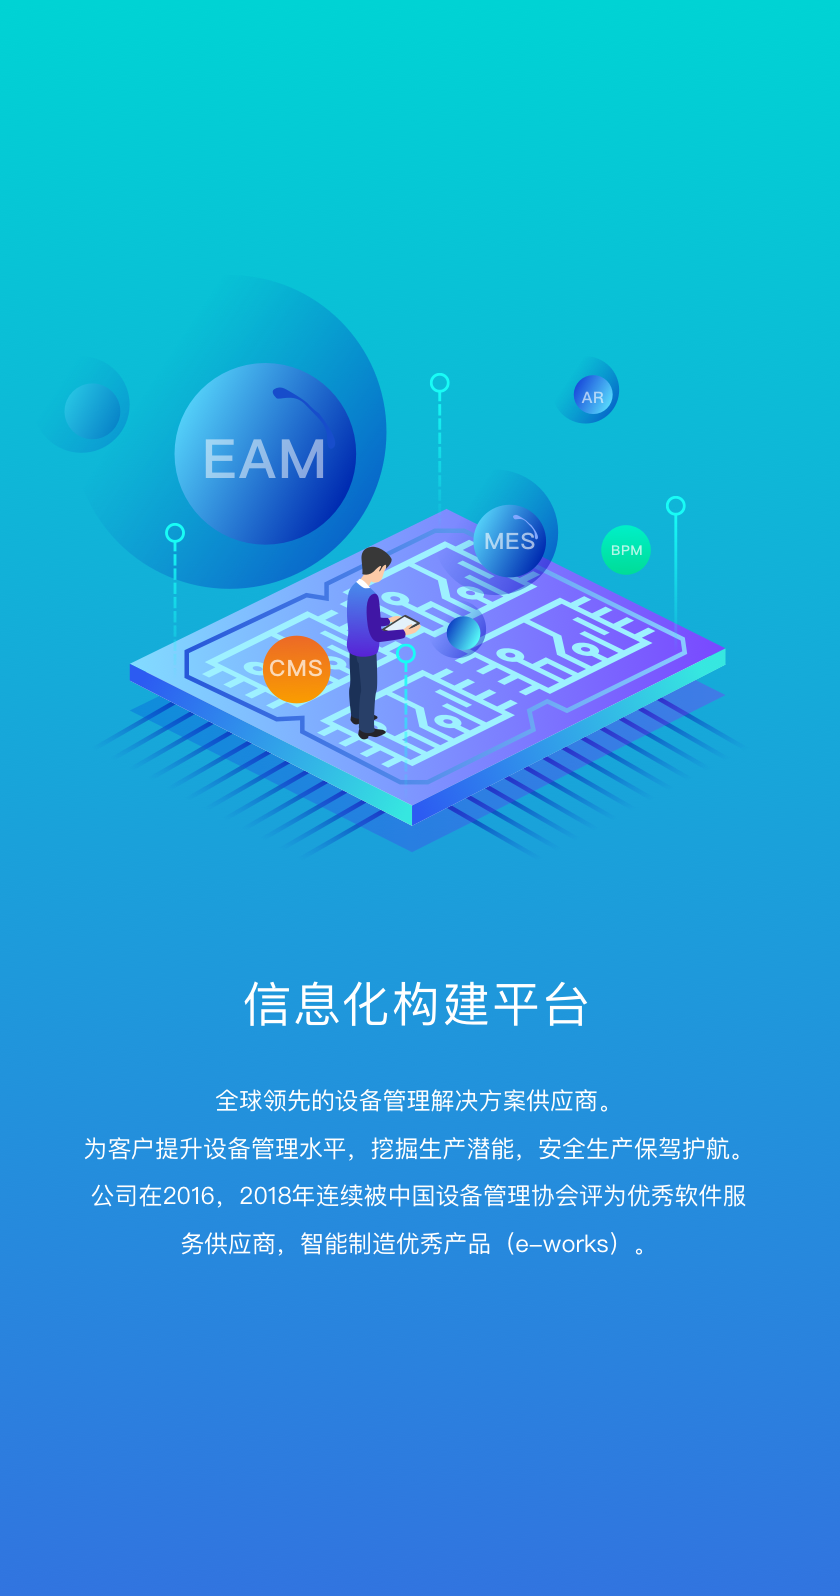 EAM
AR
MES
BPM
CMS
信息化构建平台
全球领先的设备管理解决方案供应商。
为客户提升设备管理水平，挖掘生产潜能，安全生产保驾护航。
公司在2016，2018年连续被中国设备管理协会评为优秀软件服
务供应商，智能制造优秀产品（e-works）。